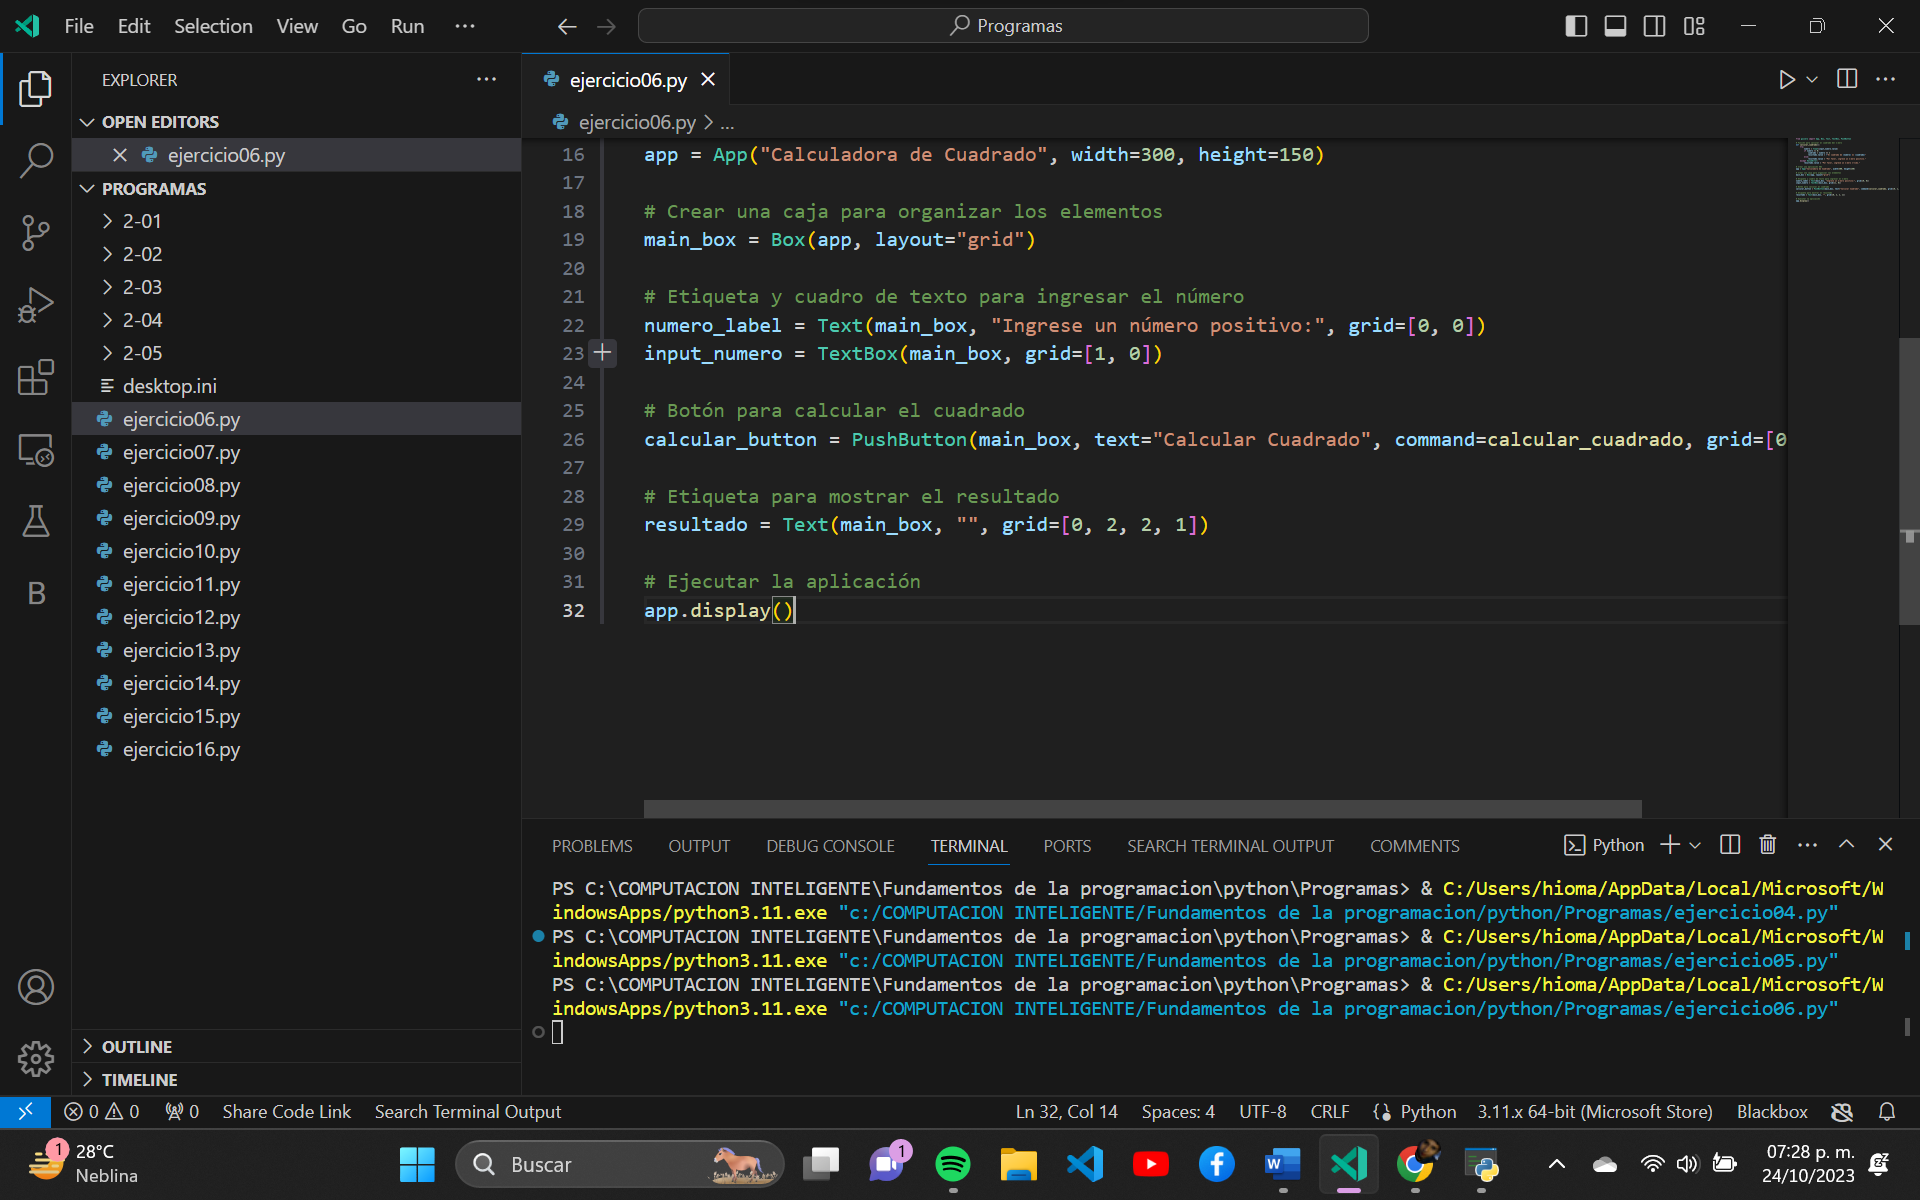 File Edit Selection View Go Run ··· Programas
EXPLORER ···
OPEN EDITORS
ejercicio06.py
PROGRAMAS
2-01
2-02
2-03
2-04
2-05
desktop.ini
ejercicio06.py
ejercicio07.py
ejercicio08.py
ejercicio09.py
ejercicio10.py
ejercicio11.py
ejercicio12.py
ejercicio13.py
ejercicio14.py
ejercicio15.py
ejercicio16.py
OUTLINE
TIMELINE
B
ejercicio06.py
ejercicio06.py > ...
16 app = App("Calculadora de Cuadrado", width=300, height=150)
17
18 # Crear una caja para organizar los elementos
19 main_box = Box(app, layout="grid")
20
21 # Etiqueta y cuadro de texto para ingresar el número
22 numero_label = Text(main_box, "Ingrese un número positivo:", grid=[0, 0])
23 input_numero = TextBox(main_box, grid=[1, 0])
24
25 # Botón para calcular el cuadrado
26 calcular_button = PushButton(main_box, text="Calcular Cuadrado", command=calcular_cuadrado, grid=[0
27
28 # Etiqueta para mostrar el resultado
29 resultado = Text(main_box, "", grid=[0, 2, 2, 1])
30
31 # Ejecutar la aplicación
32 app.display()
PROBLEMS OUTPUT DEBUG CONSOLE TERMINAL PORTS SEARCH TERMINAL OUTPUT COMMENTS Python
PS C:\COMPUTACION INTELIGENTE\Fundamentos de la programacion\python\Programas> & C:/Users/hioma/AppData/Local/Microsoft/W
indowsApps/python3.11.exe "c:/COMPUTACION INTELIGENTE/Fundamentos de la programacion/python/Programas/ejercicio04.py"
PS C:\COMPUTACION INTELIGENTE\Fundamentos de la programacion\python\Programas> & C:/Users/hioma/AppData/Local/Microsoft/W
indowsApps/python3.11.exe "c:/COMPUTACION INTELIGENTE/Fundamentos de la programacion/python/Programas/ejercicio05.py"
PS C:\COMPUTACION INTELIGENTE\Fundamentos de la programacion\python\Programas> & C:/Users/hioma/AppData/Local/Microsoft/W
indowsApps/python3.11.exe "c:/COMPUTACION INTELIGENTE/Fundamentos de la programacion/python/Programas/ejercicio06.py"
0 0 0 Share Code Link Search Terminal Output Ln 32, Col 14 Spaces: 4 UTF-8 CRLF Python 3.11.x 64-bit (Microsoft Store) Blackbox
1 28°C
Neblina
Buscar
1
07:28 p. m.
24/10/2023